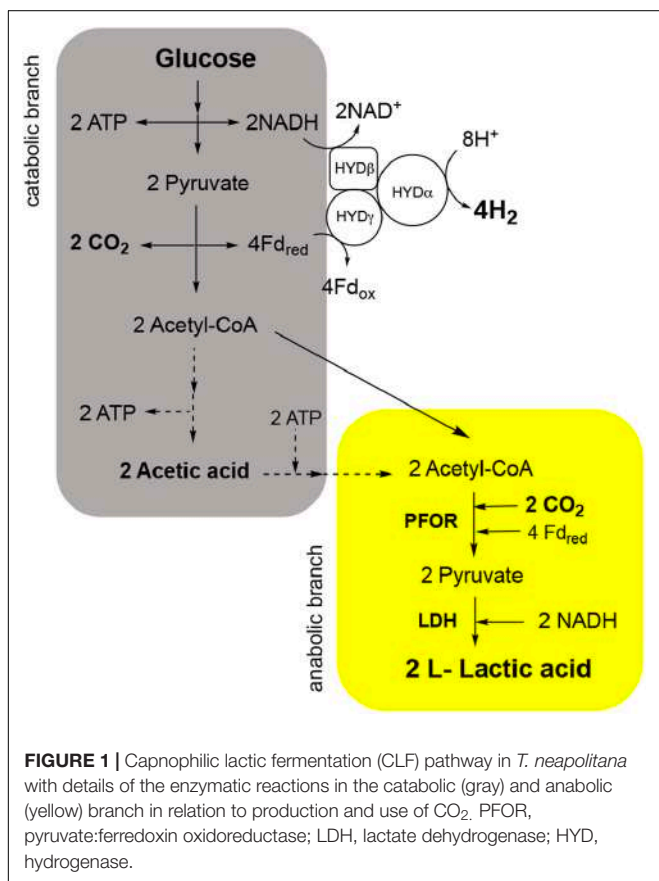 catabolic branch
Glucose
2 ATP
2NADH
2NAD⁺
8H⁺
HYDβ
HYDα
HYDγ
4H₂
2 Pyruvate
2 CO₂
4Fd_red
4Fd_ox
2 Acetyl-CoA
2 ATP
2 ATP
2 Acetic acid
anabolic branch
2 Acetyl-CoA
PFOR
2 CO₂
4 Fd_red
2 Pyruvate
LDH
2 NADH
2 L- Lactic acid
FIGURE 1 | Capnophilic lactic fermentation (CLF) pathway in T. neapolitana
with details of the enzymatic reactions in the catabolic (gray) and anabolic
(yellow) branch in relation to production and use of CO₂. PFOR,
pyruvate:ferredoxin oxidoreductase; LDH, lactate dehydrogenase; HYD,
hydrogenase.